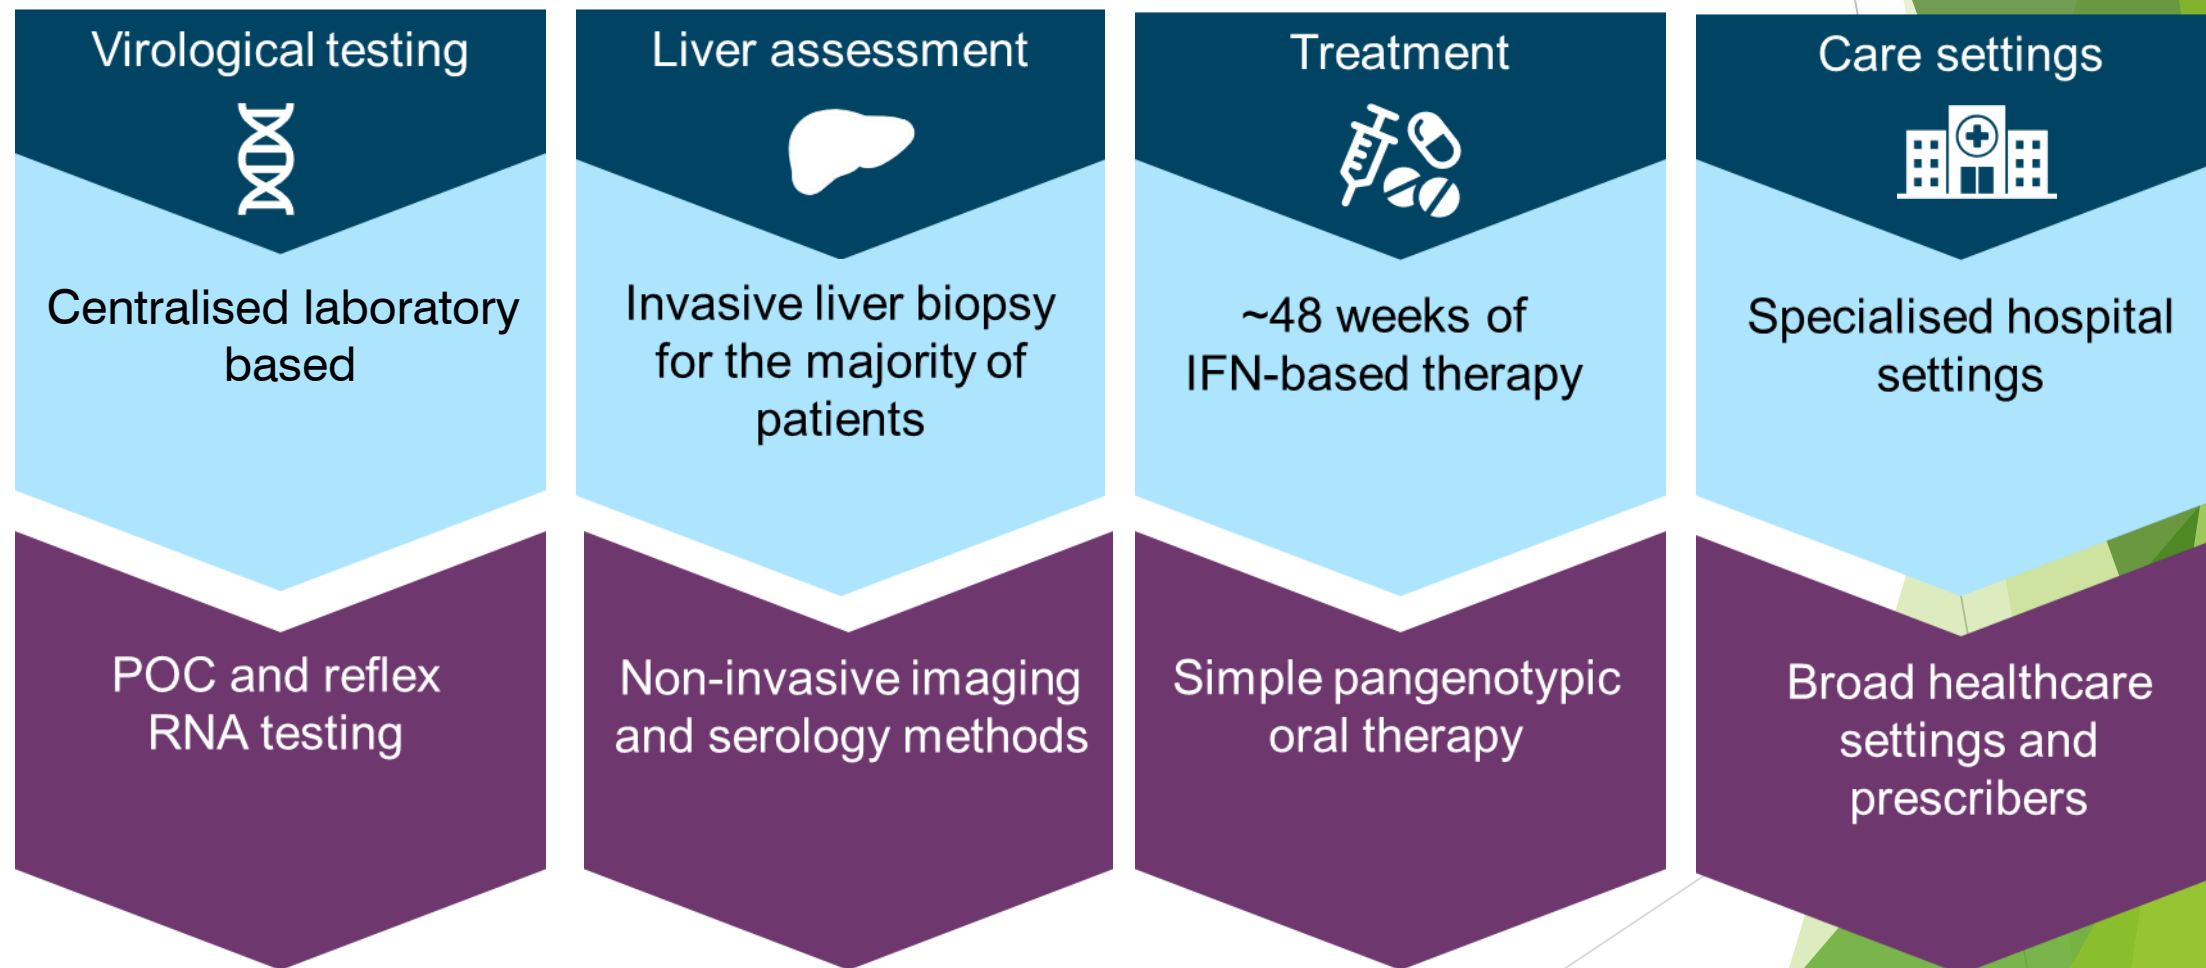 Virological testing
Centralised laboratory
based
POC and reflex
RNA testing
Liver assessment
Invasive liver biopsy
for the majority of
patients
Non-invasive imaging
and serology methods
Treatment
~48 weeks of
IFN-based therapy
Simple pangenotypic
oral therapy
Care settings
Specialised hospital
settings
Broad healthcare
settings and
prescribers